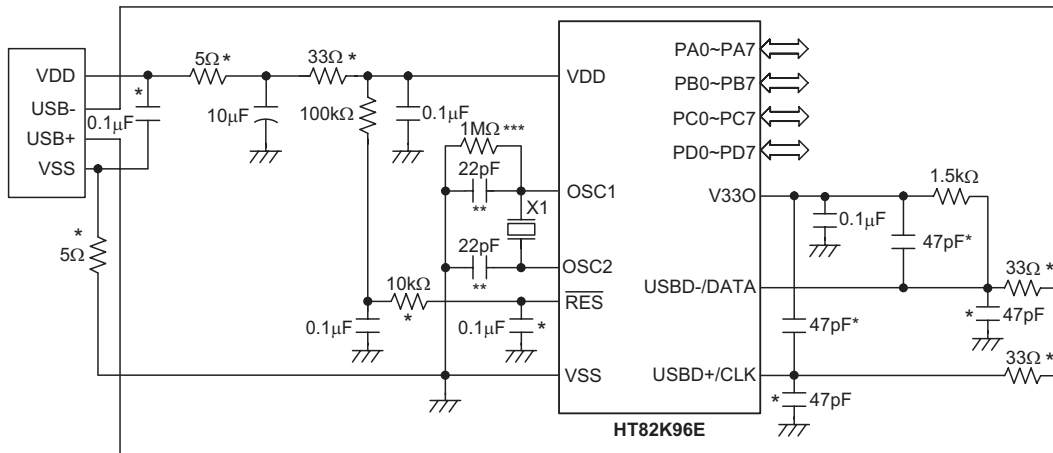 VDD
USB-
USB+
VSS
*
0.1µF
5Ω *
10µF
33Ω *
100kΩ
0.1µF
* 5Ω
1MΩ ***
22pF
**
X1
22pF
**
10kΩ
*
0.1µF
0.1µF *
VDD
OSC1
OSC2
RES
VSS
PA0~PA7
PB0~PB7
PC0~PC7
PD0~PD7
V33O
USBD-/DATA
USBD+/CLK
0.1µF
1.5kΩ
47pF*
33Ω *
* 47pF
47pF*
33Ω *
* 47pF
HT82K96E